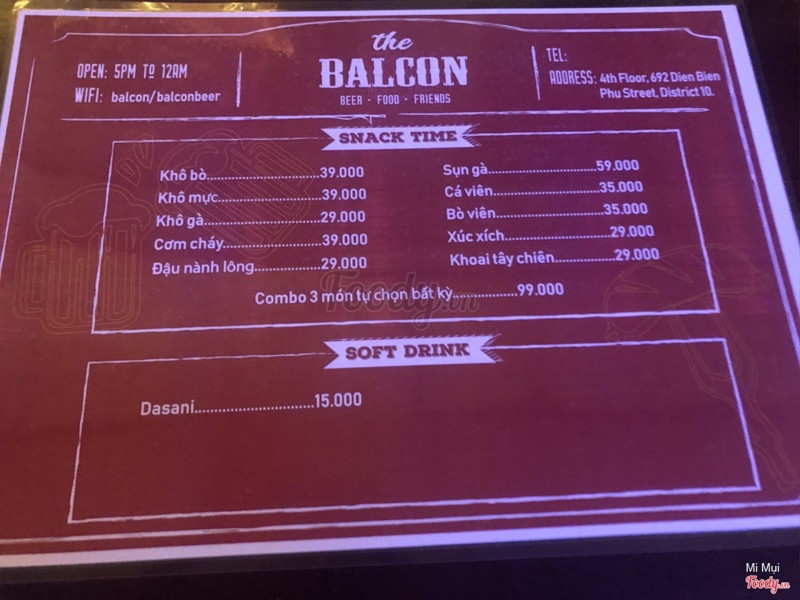 the
BALCON
BEER · FOOD · FRIENDS
OPEN: 5PM TO 12AM
WIFI: balcon/balconbeer
TEL:
ADDRESS: 4th Floor, 692 Dien Bien
Phu Street, District 10.
SNACK TIME
Khô bò..............................39.000
Khô mực...........................39.000
Khô gà.............................29.000
Cơm cháy.........................39.000
Đậu nành lông.................29.000
Sụn gà..............................59.000
Cá viên.............................35.000
Bò viên.............................35.000
Xúc xích............................29.000
Khoai tây chiên................29.000
Combo 3 món tự chọn bất kỳ................99.000
Foody.vn
SOFT DRINK
Dasani..............................15.000
Mi Mụi
Foody.vn